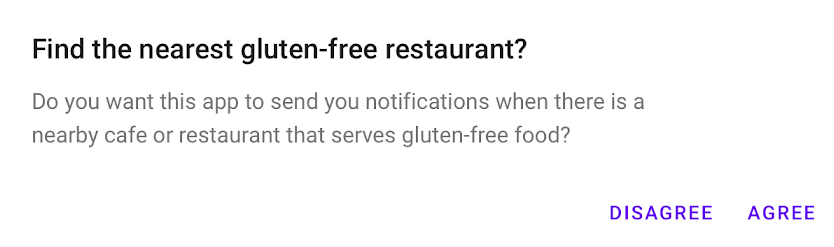 Find the nearest gluten-free restaurant?
Do you want this app to send you notifications when there is a
nearby cafe or restaurant that serves gluten-free food?
DISAGREE AGREE